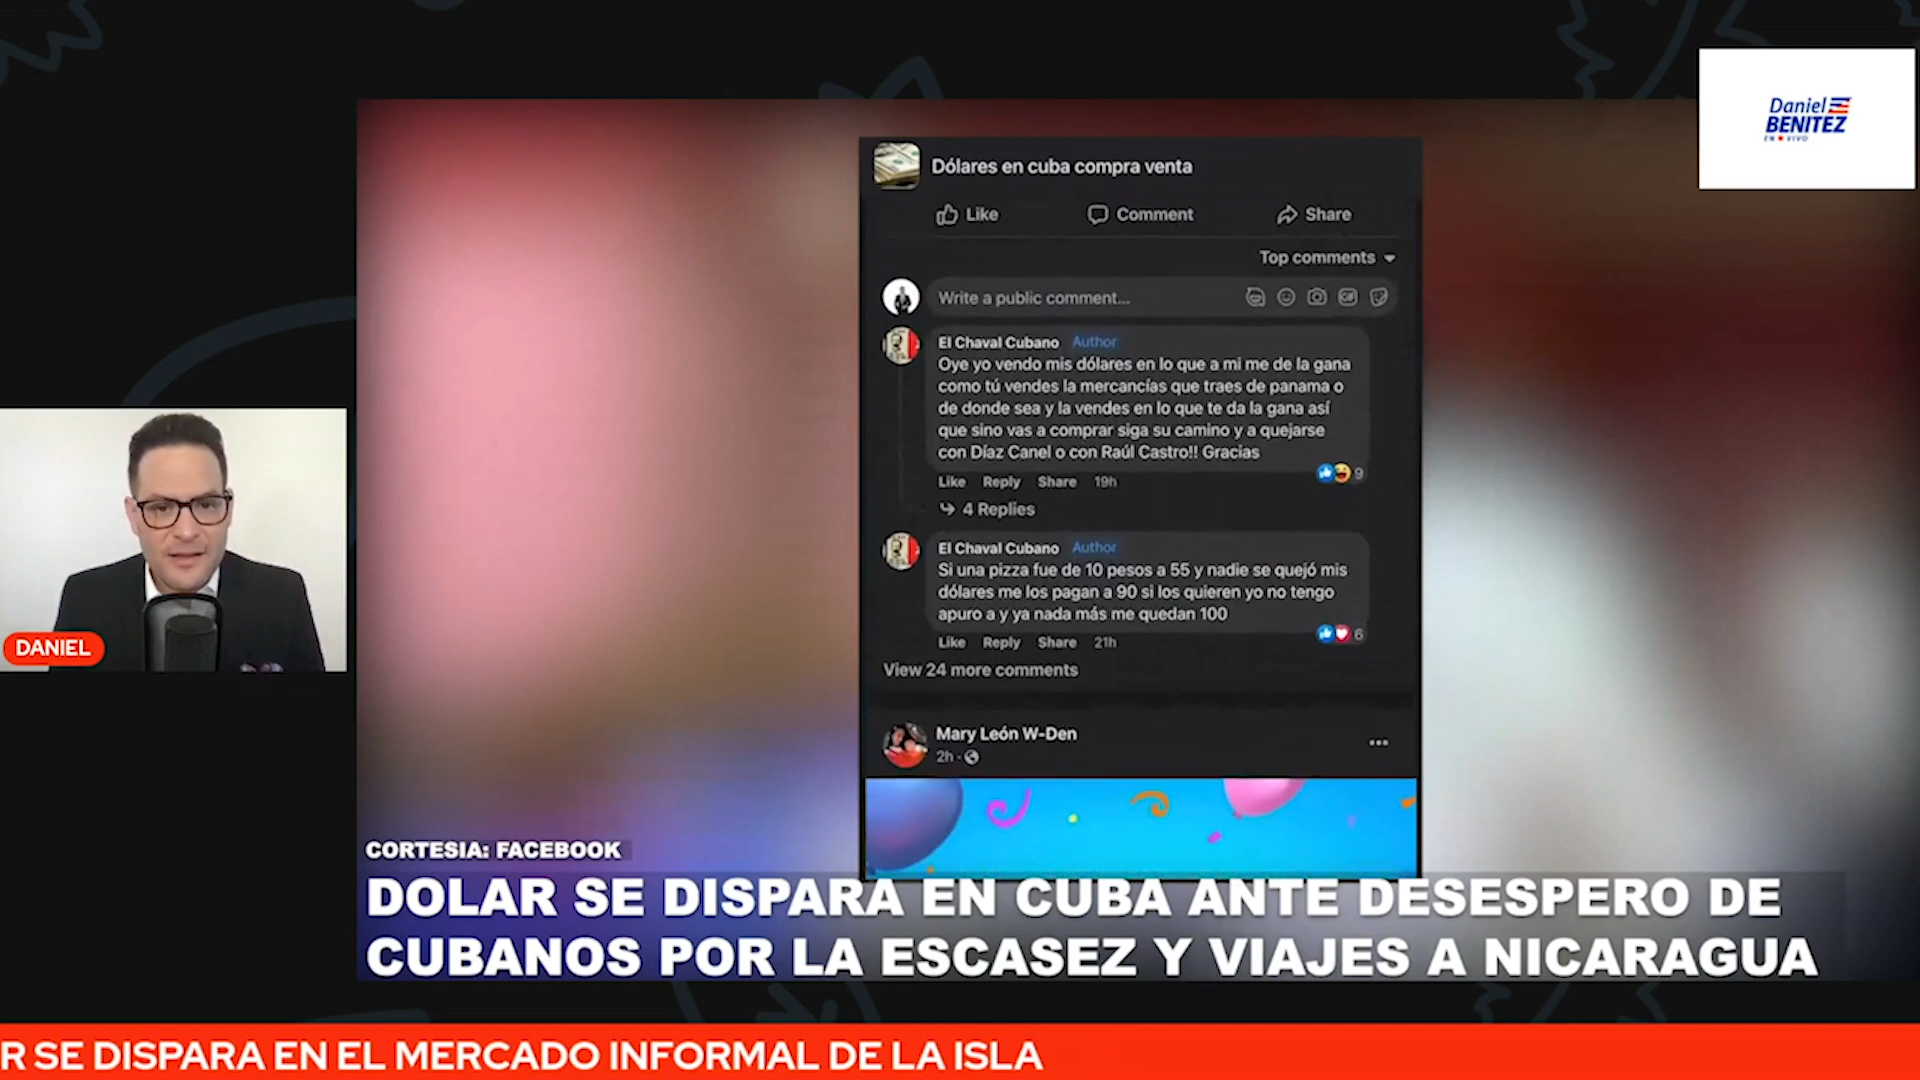 Daniel
BENITEZ
EN VIVO
Dólares en cuba compra venta
Like Comment Share
Top comments
Write a public comment...
GIF
El Chaval Cubano Author
Oye yo vendo mis dólares en lo que a mi me de la gana
como tú vendes la mercancías que traes de panama o
de donde sea y la vendes en lo que te da la gana así
que sino vas a comprar siga su camino y a quejarse
con Díaz Canel o con Raúl Castro!! Gracias
9
Like Reply Share 19h
4 Replies
El Chaval Cubano Author
Si una pizza fue de 10 pesos a 55 y nadie se quejó mis
dólares me los pagan a 90 si los quieren yo no tengo
apuro a y ya nada más me quedan 100
6
Like Reply Share 21h
View 24 more comments
Mary León W-Den
2h ·
DANIEL
CORTESIA: FACEBOOK
DOLAR SE DISPARA EN CUBA ANTE DESESPERO DE
CUBANOS POR LA ESCASEZ Y VIAJES A NICARAGUA
R SE DISPARA EN EL MERCADO INFORMAL DE LA ISLA